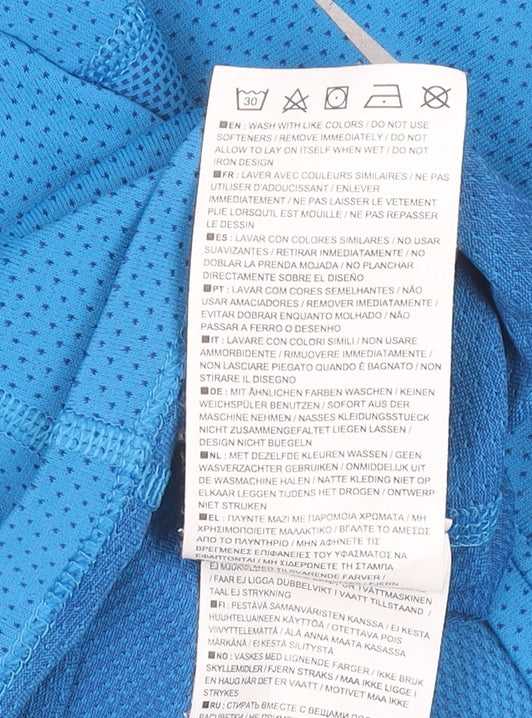 30
EN : WASH WITH LIKE COLORS / DO NOT USE
SOFTENERS / REMOVE IMMEDIATELY / DO NOT
ALLOW TO LAY ON ITSELF WHEN WET / DO NOT
IRON DESIGN
FR : LAVER AVEC COULEURS SIMILAIRES / NE PAS
UTILISER D'ADOUCISSANT / ENLEVER
IMMEDIATEMENT / NE PAS LAISSER LE VETEMENT
PLIE LORSQU'IL EST MOUILLE / NE PAS REPASSER
LE DESSIN
ES : LAVAR CON COLORES SIMILARES / NO USAR
SUAVIZANTES / RETIRAR INMEDIATAMENTE / NO
DOBLAR LA PRENDA MOJADA / NO PLANCHAR
DIRECTAMENTE SOBRE EL DISEÑO
PT : LAVAR COM CORES SEMELHANTES / NÃO
USAR AMACIADORES / REMOVER IMEDIATAMENTE /
EVITAR DOBRAR ENQUANTO MOLHADO / NÃO
PASSAR A FERRO O DESENHO
IT : LAVARE CON COLORI SIMILI / NON USARE
AMMORBIDENTE / RIMUOVERE IMMEDIATAMENTE /
NON LASCIARE PIEGATO QUANDO È BAGNATO / NON
STIRARE IL DISEGNO
DE : MIT ÄHNLICHEN FARBEN WASCHEN / KEINEN
WEICHSPÜLER BENUTZEN / SOFORT AUS DER
MASCHINE NEHMEN / NASSES KLEIDUNGSSTUECK
NICHT ZUSAMMENGEFALTET LIEGEN LASSEN /
DESIGN NICHT BUEGELN
NL : MET DEZELFDE KLEUREN WASSEN / GEEN
WASVERZACHTER GEBRUIKEN / ONMIDDELIJK UIT
DE WASMACHINE HALEN / NATTE KLEDING NIET OP
ELKAAR LEGGEN TIJDENS HET DROGEN / ONTWERP
NIET STRIJKEN
EL : ΠΛΥΝΤΕ ΜΑΖΙ ΜΕ ΠΑΡΟΜΟΙΑ ΧΡΩΜΑΤΑ / ΜΗ
ΧΡΗΣΙΜΟΠΟΙΕΙΤΕ ΜΑΛΑΚΤΙΚΟ / ΒΓΑΛΤΕ ΤΟ ΑΜΕΣΩΣ
ΑΠΟ ΤΟ ΠΛΥΝΤΗΡΙΟ / ΜΗΝ ΑΦΗΝΕΤΕ ΤΙΣ
ΒΡΕΓΜΕΝΕΣ ΕΠΙΦΑΝΕΙΕΣ ΤΟΥ ΥΦΑΣΜΑΤΟΣ ΝΑ
ΕΦΑΠΤΟΝΤΑΙ / ΜΗ ΣΙΔΕΡΩΝΕΤΕ ΤΗ ΣΤΑΜΠΑ
TILLSVARANDE FARVER /
EJ MJUKMEDEL FJERN
/ FAAR EJ LIGGA DUBBELVIKT I TVÄTTMASKINEN
TAAL EJ STRYKNING / VAATT TILLSTAAND /
FI : PESTÄVÄ SAMANVÄRISTEN KANSSA / EI KESTÄ
HUUHTELUAINEEN KÄYTTÖÄ / OTETTAVA POIS
VIIVYTTELEMÄTTÄ / ÄLÄ ANNA MAATA KASASSA
MÄRKÄNÄ / EI KESTÄ SILITYSTÄ
NO : VASKES MED LIGNENDE FARGER / IKKE BRUK
SKYLLEMIDLER / FJERN STRAKS / MAA IKKE LIGGE I
EN HAUG NÅR DET ER VAATT / MOTIVET MAA IKKE
STRYKES
RU : СТИРАТЬ ВМЕСТЕ С